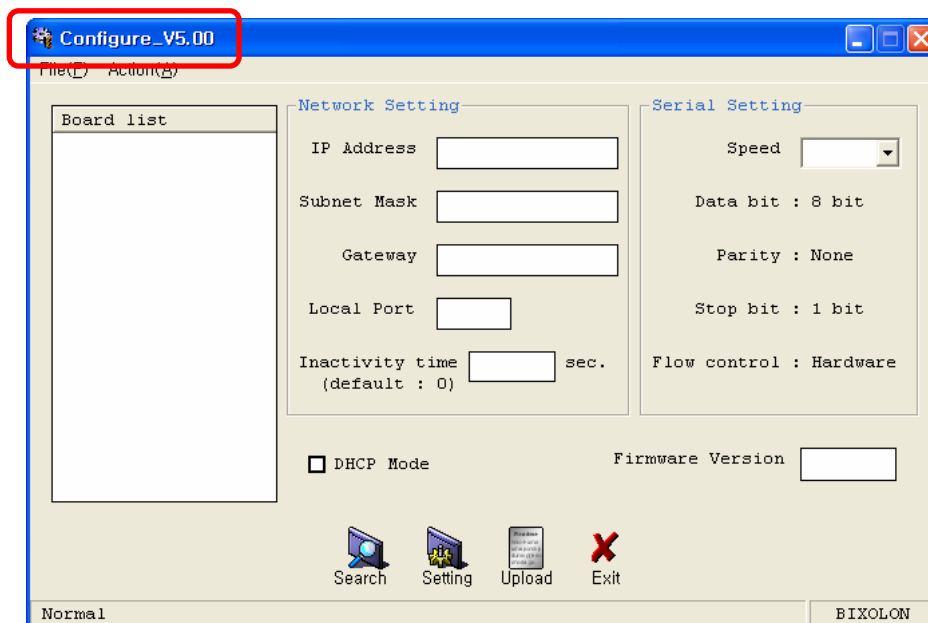 Configure_V5.00
File(F) Action(A)
Board list
Network Setting
IP Address
Subnet Mask
Gateway
Local Port
Inactivity time sec.
(default : 0)
Serial Setting
Speed
Data bit : 8 bit
Parity : None
Stop bit : 1 bit
Flow control : Hardware
DHCP Mode
Firmware Version
Search Setting Upload Exit
Normal BIXOLON